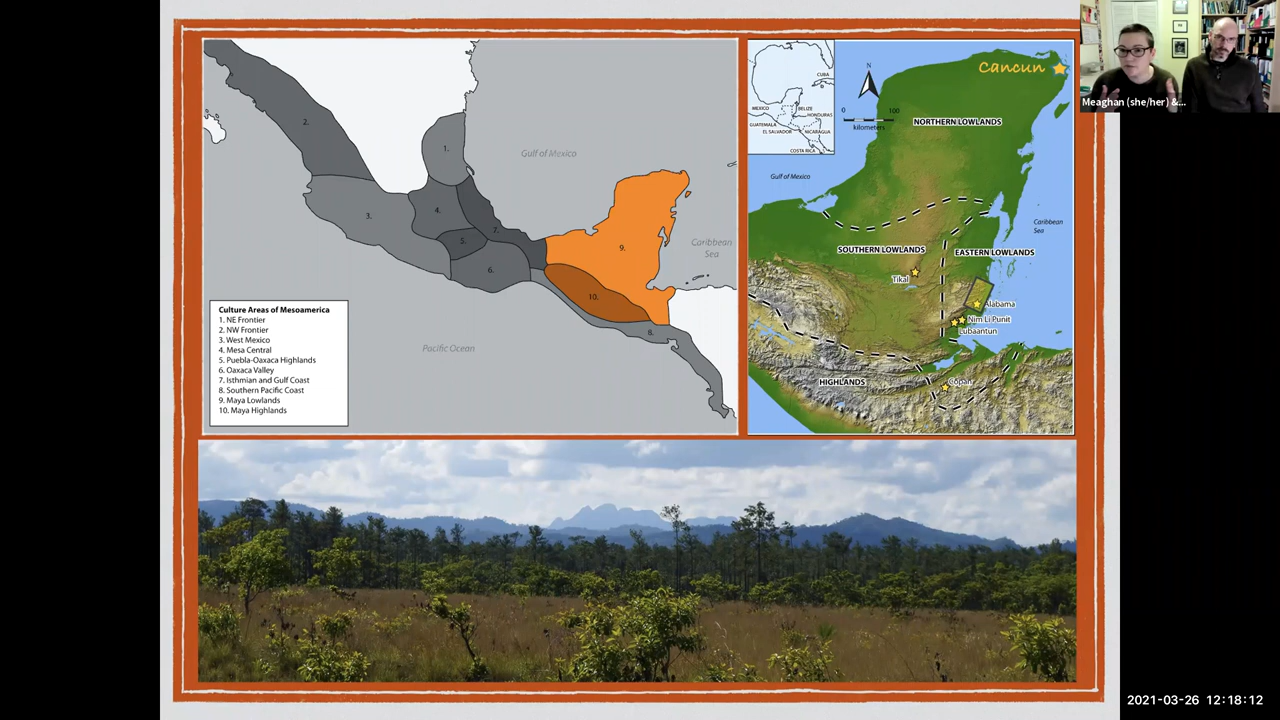 2.
1.
Gulf of Mexico
3.
4.
7.
5.
9.
6.
Caribbean
Sea
10.
8.
Pacific Ocean
Culture Areas of Mesoamerica
1. NE Frontier
2. NW Frontier
3. West Mexico
4. Mesa Central
5. Puebla-Oaxaca Highlands
6. Oaxaca Valley
7. Isthmian and Gulf Coast
8. Southern Pacific Coast
9. Maya Lowlands
10. Maya Highlands
CUBA
MEXICO
BELIZE
HONDURAS
GUATEMALA
EL SALVADOR
NICARAGUA
COSTA RICA
N
0 100
kilometers
Cancun
NORTHERN LOWLANDS
Gulf of Mexico
Caribbean
Sea
SOUTHERN LOWLANDS
EASTERN LOWLANDS
Tikal
Alabama
Nim Li Punit
Lubaantun
HIGHLANDS
Copan
Meaghan (she/her) &...
2021-03-26 12:18:12